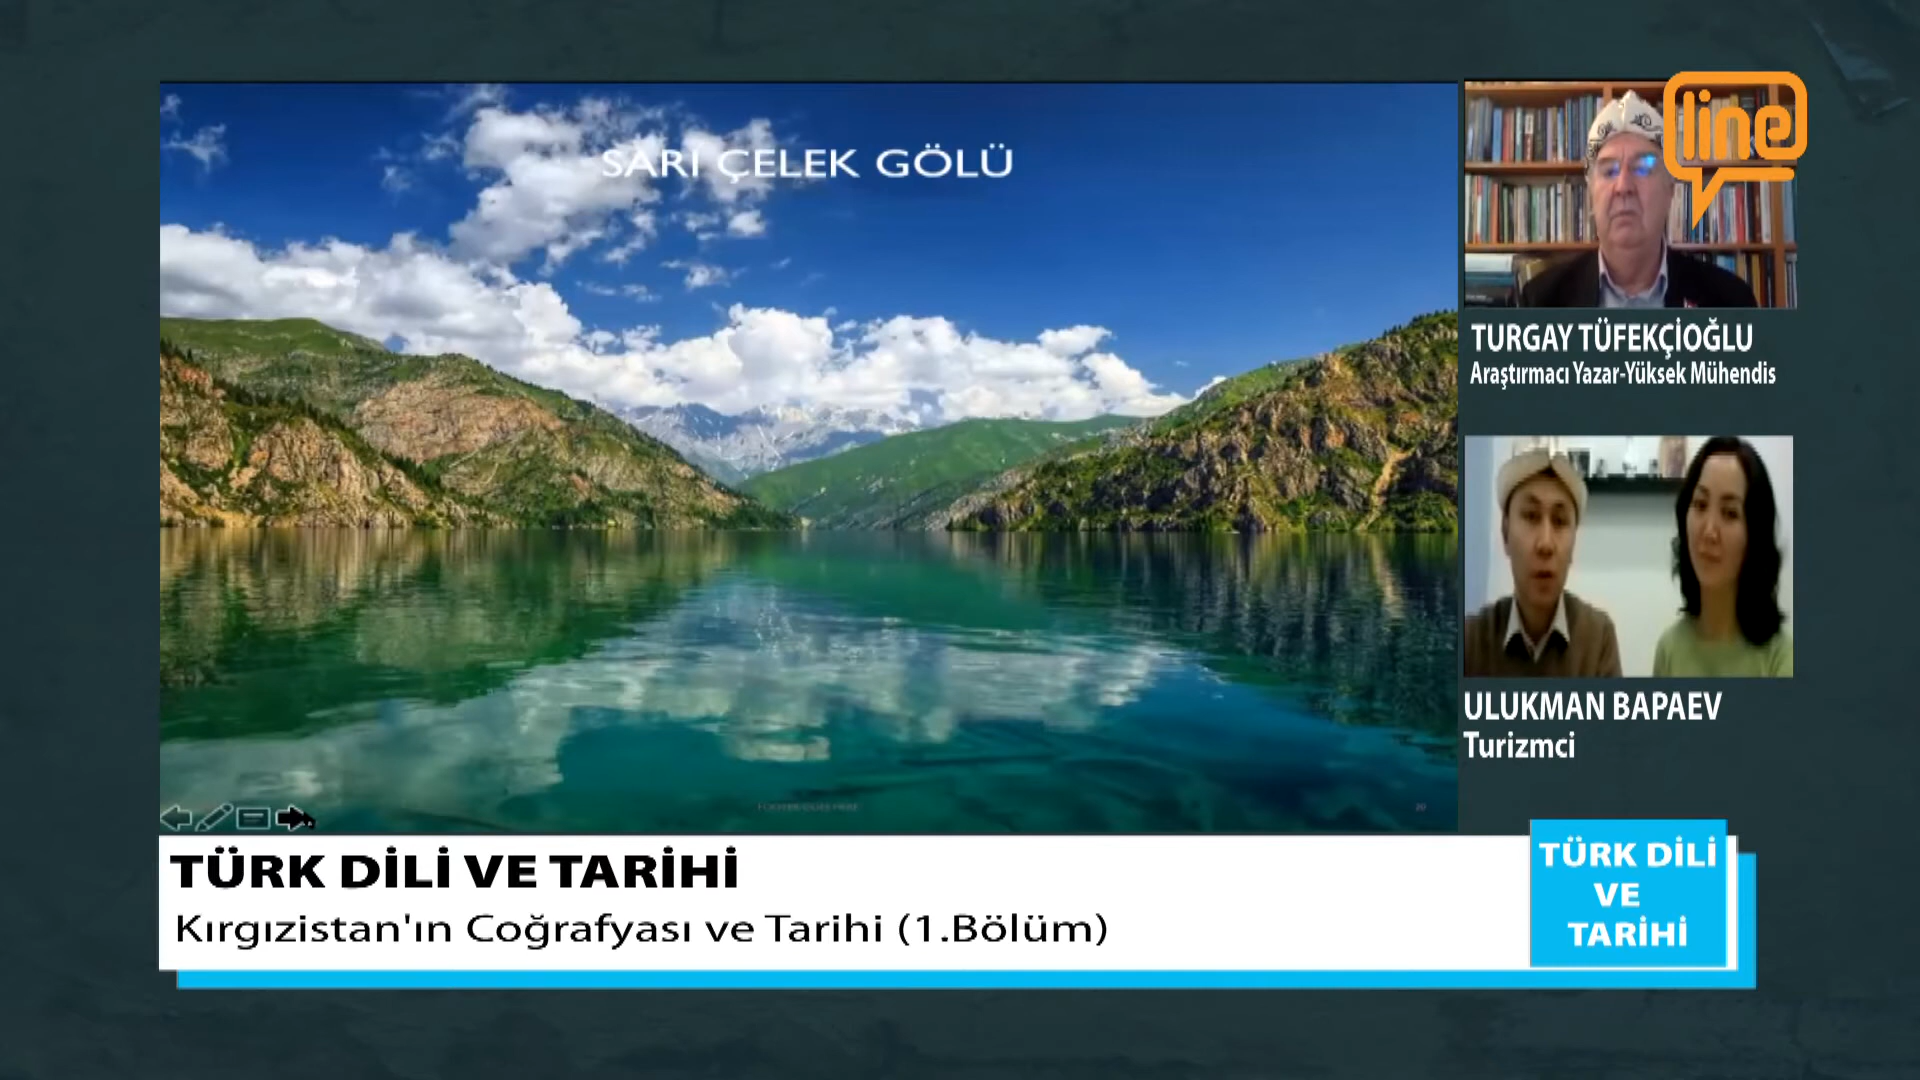 SARI ÇELEK GÖLÜ
line
TURGAY TÜFEKÇİOĞLU
Araştırmacı Yazar-Yüksek Mühendis
ULUKMAN BAPAEV
Turizmci
20
TÜRK DİLİ VE TARİHİ
Kırgızistan'ın Coğrafyası ve Tarihi (1.Bölüm)
TÜRK DİLİ
VE
TARİHİ